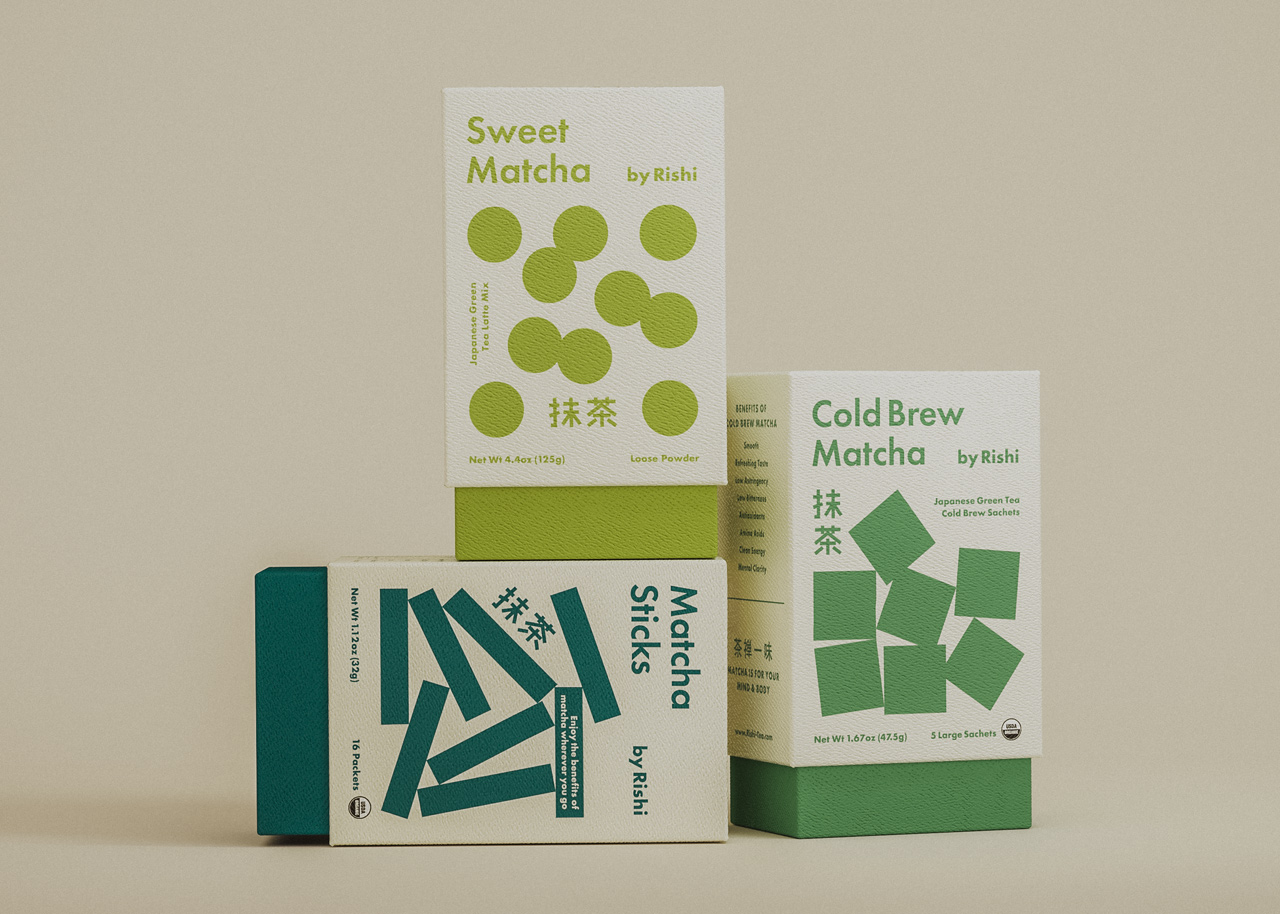 Sweet
Matcha
by Rishi
Japanese Green
Tea Latte Mix
抹茶
Net Wt 4.4oz (125g)
Loose Powder
Matcha
Sticks
by Rishi
抹茶
Enjoy the benefits of
matcha wherever you go
Net Wt 1.12oz (32g)
16 Packets
USDA
ORGANIC
BENEFITS OF
COLD BREW MATCHA
Smooth
Refreshing Taste
Low Astringency
Low Bitterness
Antioxidants
Amino Acids
Clean Energy
Mental Clarity
茶禅一味
MATCHA IS FOR YOUR
MIND & BODY
www.Rishi-Tea.com
Cold Brew
Matcha
by Rishi
抹
茶
Japanese Green Tea
Cold Brew Sachets
Net Wt 1.67oz (47.5g)
5 Large Sachets
USDA
ORGANIC